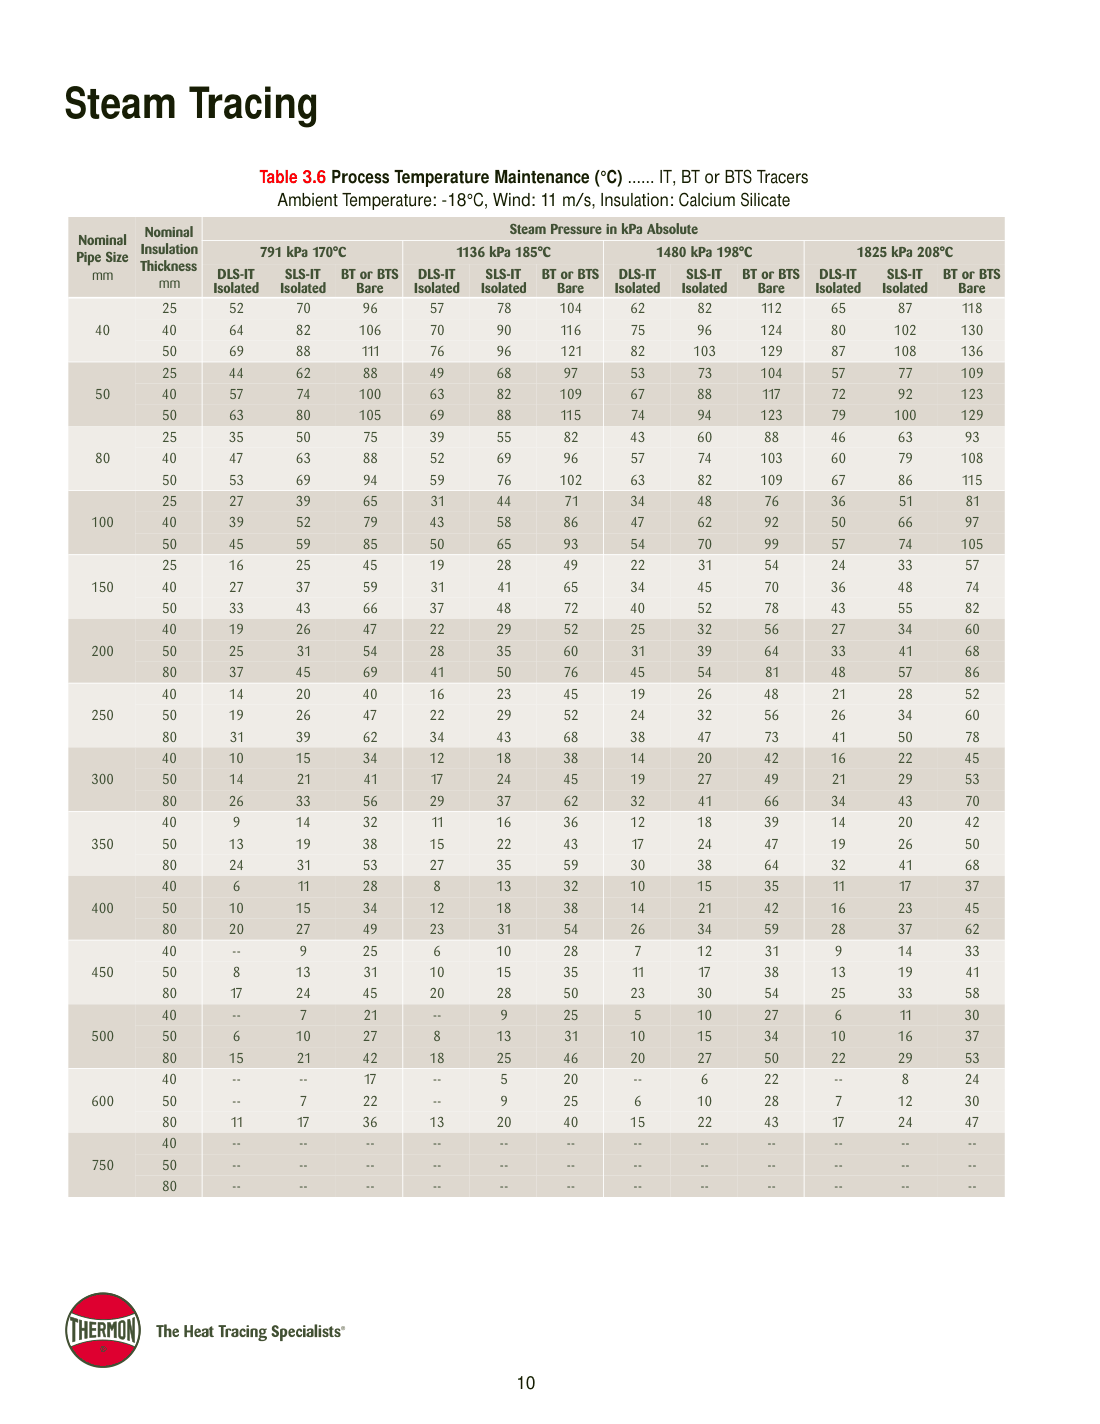 Steam Tracing
Table 3.6 Process Temperature Maintenance (°C) ...... IT, BT or BTS Tracers
Ambient Temperature: -18°C, Wind: 11 m/s, Insulation: Calcium Silicate
Nominal Pipe Size mm Nominal Insulation Thickness mm Steam Pressure in kPa Absolute
791 kPa 170°C 1136 kPa 185°C 1480 kPa 198°C 1825 kPa 208°C
DLS-IT Isolated SLS-IT Isolated BT or BTS Bare DLS-IT Isolated SLS-IT Isolated BT or BTS Bare DLS-IT Isolated SLS-IT Isolated BT or BTS Bare DLS-IT Isolated SLS-IT Isolated BT or BTS Bare
25 52 70 96 57 78 104 62 82 112 65 87 118
40 40 64 82 106 70 90 116 75 96 124 80 102 130
50 69 88 111 76 96 121 82 103 129 87 108 136
25 44 62 88 49 68 97 53 73 104 57 77 109
50 40 57 74 100 63 82 109 67 88 117 72 92 123
50 63 80 105 69 88 115 74 94 123 79 100 129
25 35 50 75 39 55 82 43 60 88 46 63 93
80 40 47 63 88 52 69 96 57 74 103 60 79 108
50 53 69 94 59 76 102 63 82 109 67 86 115
25 27 39 65 31 44 71 34 48 76 36 51 81
100 40 39 52 79 43 58 86 47 62 92 50 66 97
50 45 59 85 50 65 93 54 70 99 57 74 105
25 16 25 45 19 28 49 22 31 54 24 33 57
150 40 27 37 59 31 41 65 34 45 70 36 48 74
50 33 43 66 37 48 72 40 52 78 43 55 82
40 19 26 47 22 29 52 25 32 56 27 34 60
200 50 25 31 54 28 35 60 31 39 64 33 41 68
80 37 45 69 41 50 76 45 54 81 48 57 86
40 14 20 40 16 23 45 19 26 48 21 28 52
250 50 19 26 47 22 29 52 24 32 56 26 34 60
80 31 39 62 34 43 68 38 47 73 41 50 78
40 10 15 34 12 18 38 14 20 42 16 22 45
300 50 14 21 41 17 24 45 19 27 49 21 29 53
80 26 33 56 29 37 62 32 41 66 34 43 70
40 9 14 32 11 16 36 12 18 39 14 20 42
350 50 13 19 38 15 22 43 17 24 47 19 26 50
80 24 31 53 27 35 59 30 38 64 32 41 68
40 6 11 28 8 13 32 10 15 35 11 17 37
400 50 10 15 34 12 18 38 14 21 42 16 23 45
80 20 27 49 23 31 54 26 34 59 28 37 62
40 -- 9 25 6 10 28 7 12 31 9 14 33
450 50 8 13 31 10 15 35 11 17 38 13 19 41
80 17 24 45 20 28 50 23 30 54 25 33 58
40 -- 7 21 -- 9 25 5 10 27 6 11 30
500 50 6 10 27 8 13 31 10 15 34 10 16 37
80 15 21 42 18 25 46 20 27 50 22 29 53
40 -- -- 17 -- 5 20 -- 6 22 -- 8 24
600 50 -- 7 22 -- 9 25 6 10 28 7 12 30
80 11 17 36 13 20 40 15 22 43 17 24 47
40 -- -- -- -- -- -- -- -- -- -- -- --
750 50 -- -- -- -- -- -- -- -- -- -- -- --
80 -- -- -- -- -- -- -- -- -- -- -- --
THERMON The Heat Tracing Specialists®
10